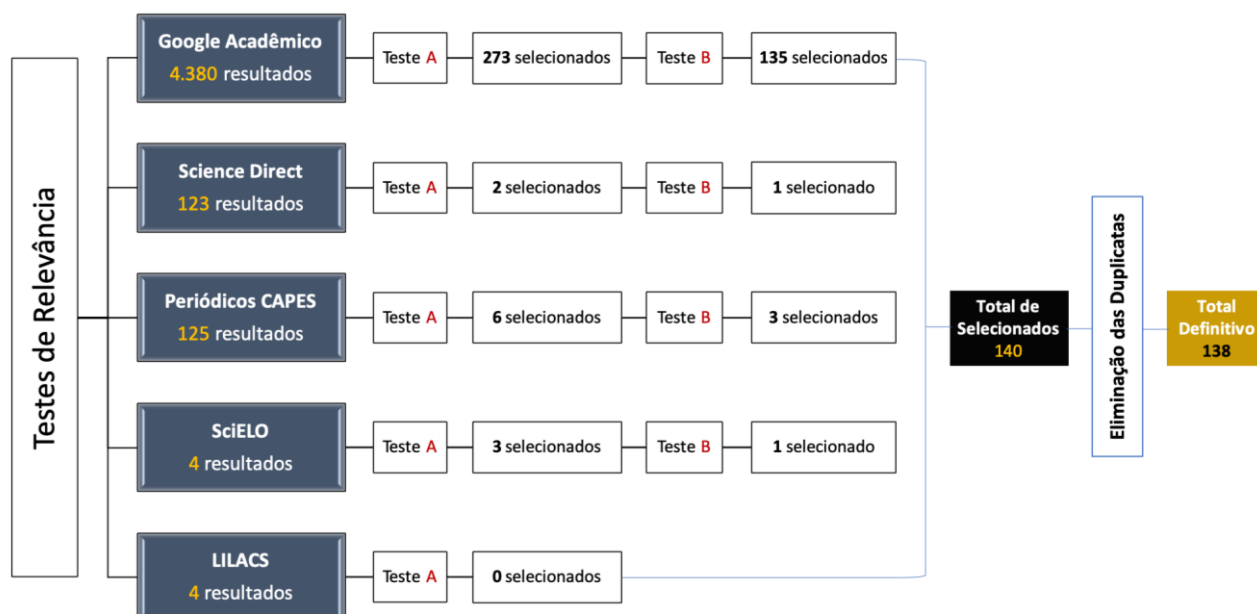 Testes de Relevância
Google Acadêmico
4.380 resultados
Teste A
273 selecionados
Teste B
135 selecionados
Science Direct
123 resultados
Teste A
2 selecionados
Teste B
1 selecionado
Periódicos CAPES
125 resultados
Teste A
6 selecionados
Teste B
3 selecionados
SciELO
4 resultados
Teste A
3 selecionados
Teste B
1 selecionado
LILACS
4 resultados
Teste A
0 selecionados
Total de
Selecionados
140
Eliminação das Duplicatas
Total
Definitivo
138